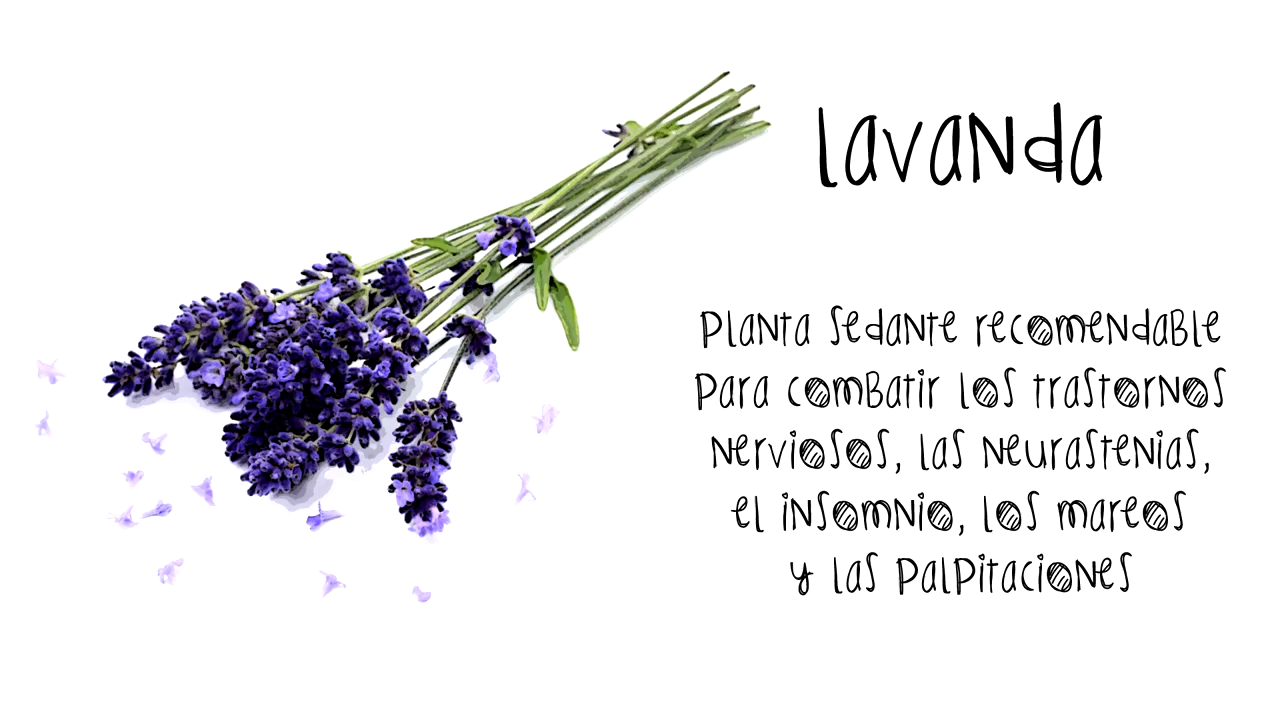 Lavanda
Planta sedante recomendable
para combatir los trastornos
nerviosos, las neurastenias,
el insomnio, los mareos
y las palpitaciones